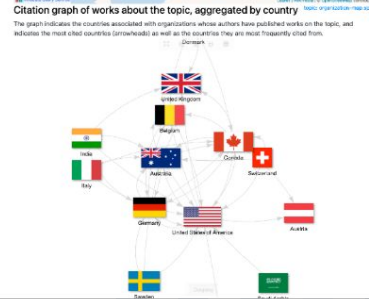 Citation graph of works about the topic, aggregated by country
The graph indicates the countries associated with organizations whose authors have published works on the topic, and
indicates the most cited countries (arrowheads) as well as the countries they are most frequently cited from.
Denmark
United Kingdom
Belgium
India
Canada
Australia
Switzerland
Italy
Germany
United States of America
Austria
Sweden
Saudi Arabia